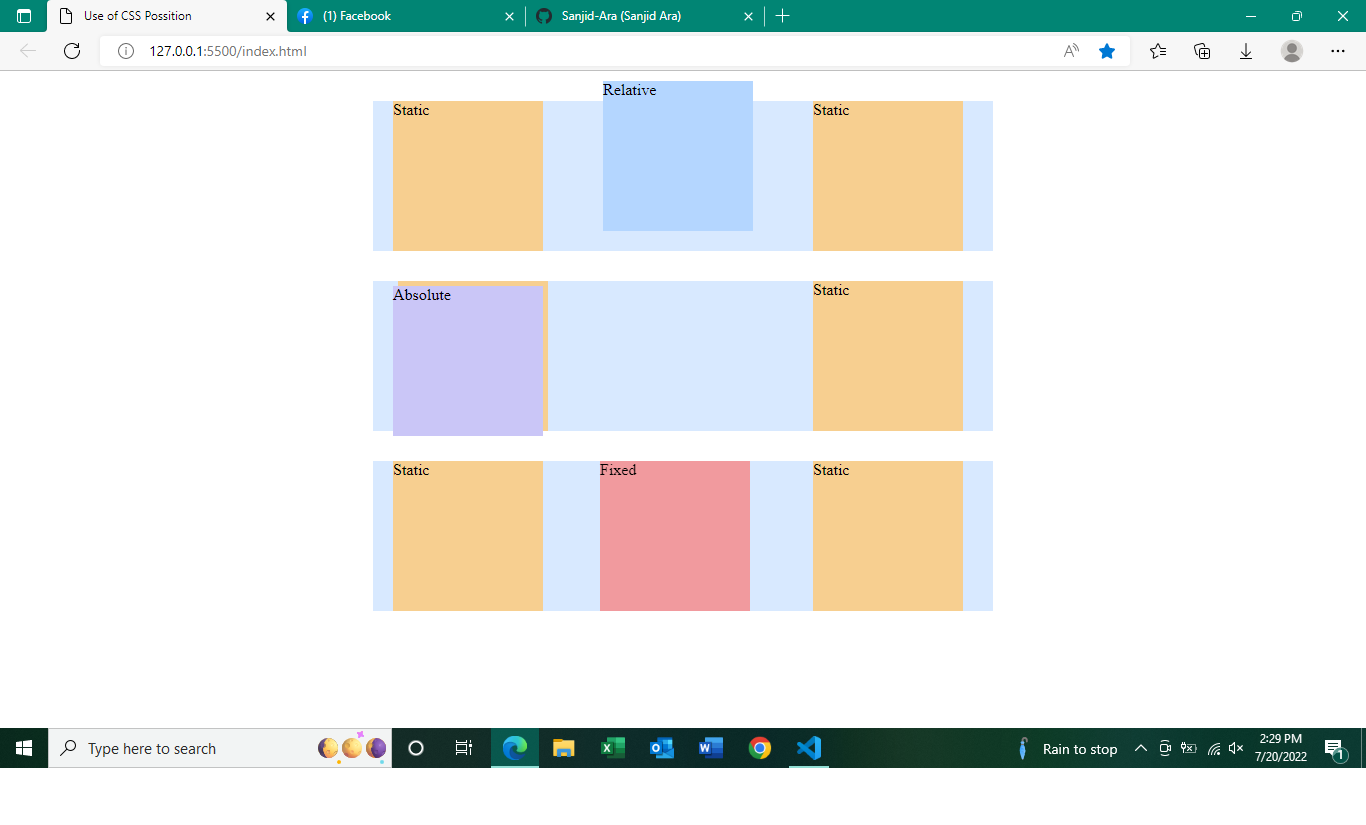 Use of CSS Possition
(1) Facebook
Sanjid-Ara (Sanjid Ara)
127.0.0.1:5500/index.html
Relative
Static
Static
Absolute
Static
Static
Fixed
Static
Type here to search
Rain to stop
2:29 PM
7/20/2022
1